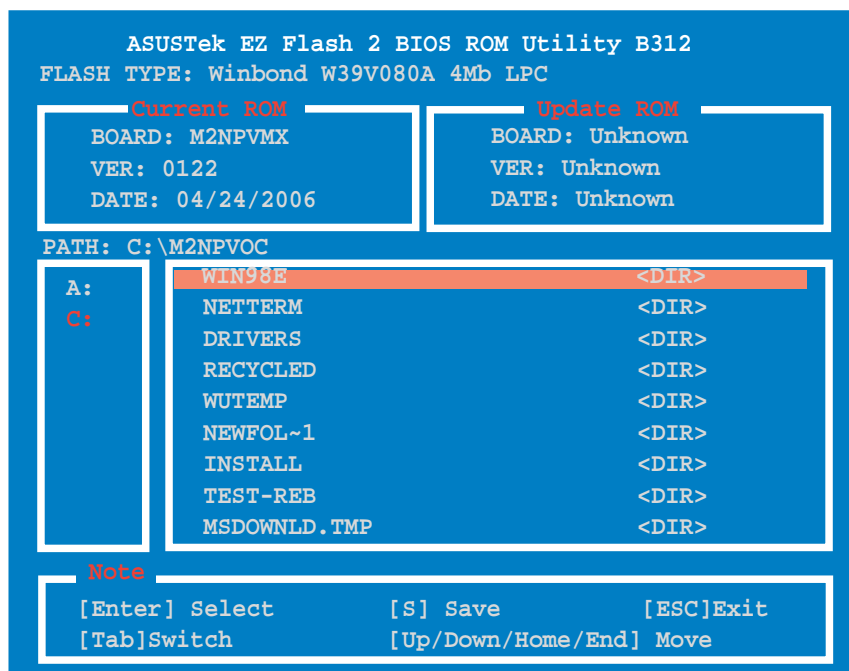 ASUSTek EZ Flash 2 BIOS ROM Utility B312
FLASH TYPE: Winbond W39V080A 4Mb LPC
Current ROM
BOARD: M2NPVMX
VER: 0122
DATE: 04/24/2006
Update ROM
BOARD: Unknown
VER: Unknown
DATE: Unknown
PATH: C:\M2NPVOC
A:
C:
WIN98E <DIR>
NETTERM <DIR>
DRIVERS <DIR>
RECYCLED <DIR>
WUTEMP <DIR>
NEWFOL~1 <DIR>
INSTALL <DIR>
TEST-REB <DIR>
MSDOWNLD.TMP <DIR>
Note
[Enter] Select [S] Save [ESC]Exit
[Tab]Switch [Up/Down/Home/End] Move